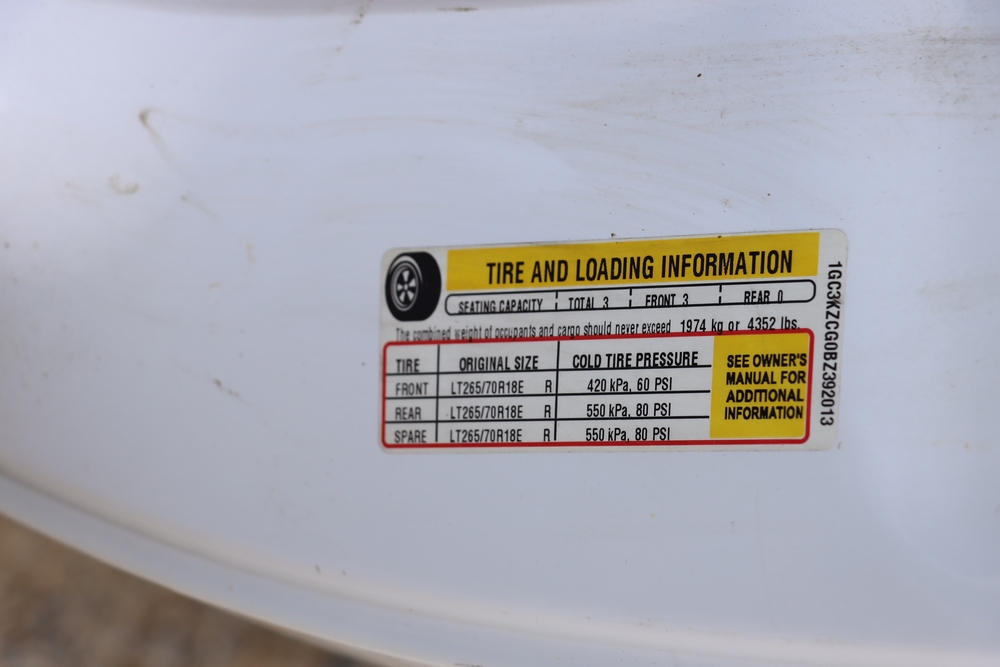 TIRE AND LOADING INFORMATION
SEATING CAPACITY TOTAL 3 FRONT 3 REAR 0
The combined weight of occupants and cargo should never exceed 1974 kg or 4352 lbs.
TIRE ORIGINAL SIZE COLD TIRE PRESSURE
FRONT LT265/70R18E R 420 kPa, 60 PSI
REAR LT265/70R18E R 550 kPa, 80 PSI
SPARE LT265/70R18E R 550 kPa, 80 PSI
SEE OWNER'S
MANUAL FOR
ADDITIONAL
INFORMATION
1GC3KZCG0BZ392013